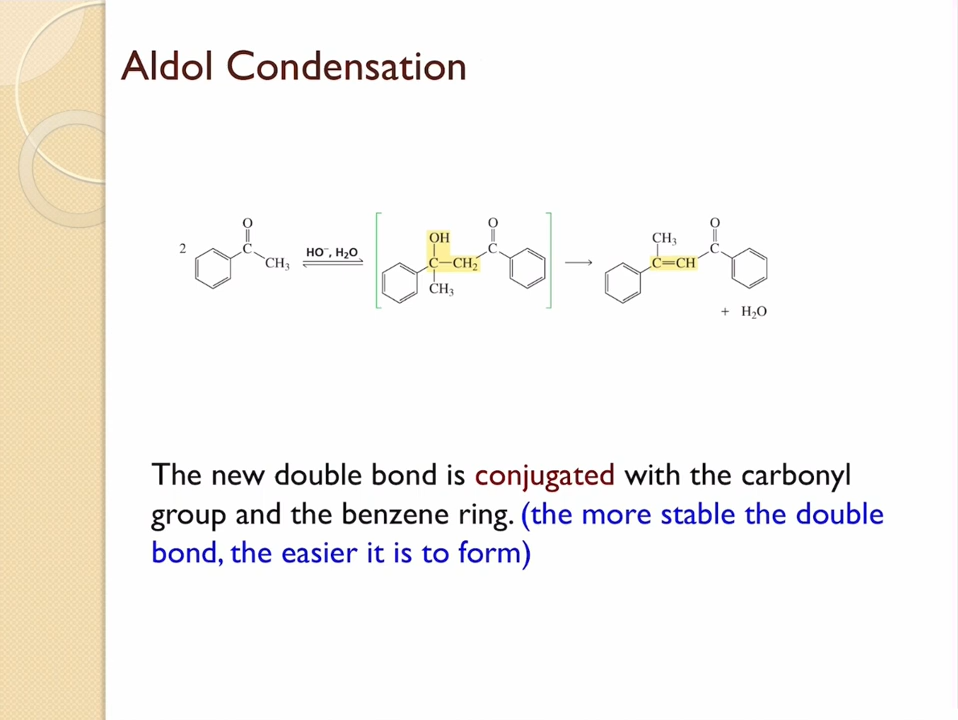 Aldol Condensation
2
O
C
CH₃
HO⁻, H₂O
OH
C—CH₂
CH₃
O
C
CH₃
C=CH
O
C
+ H₂O
The new double bond is conjugated with the carbonyl
group and the benzene ring. (the more stable the double
bond, the easier it is to form)